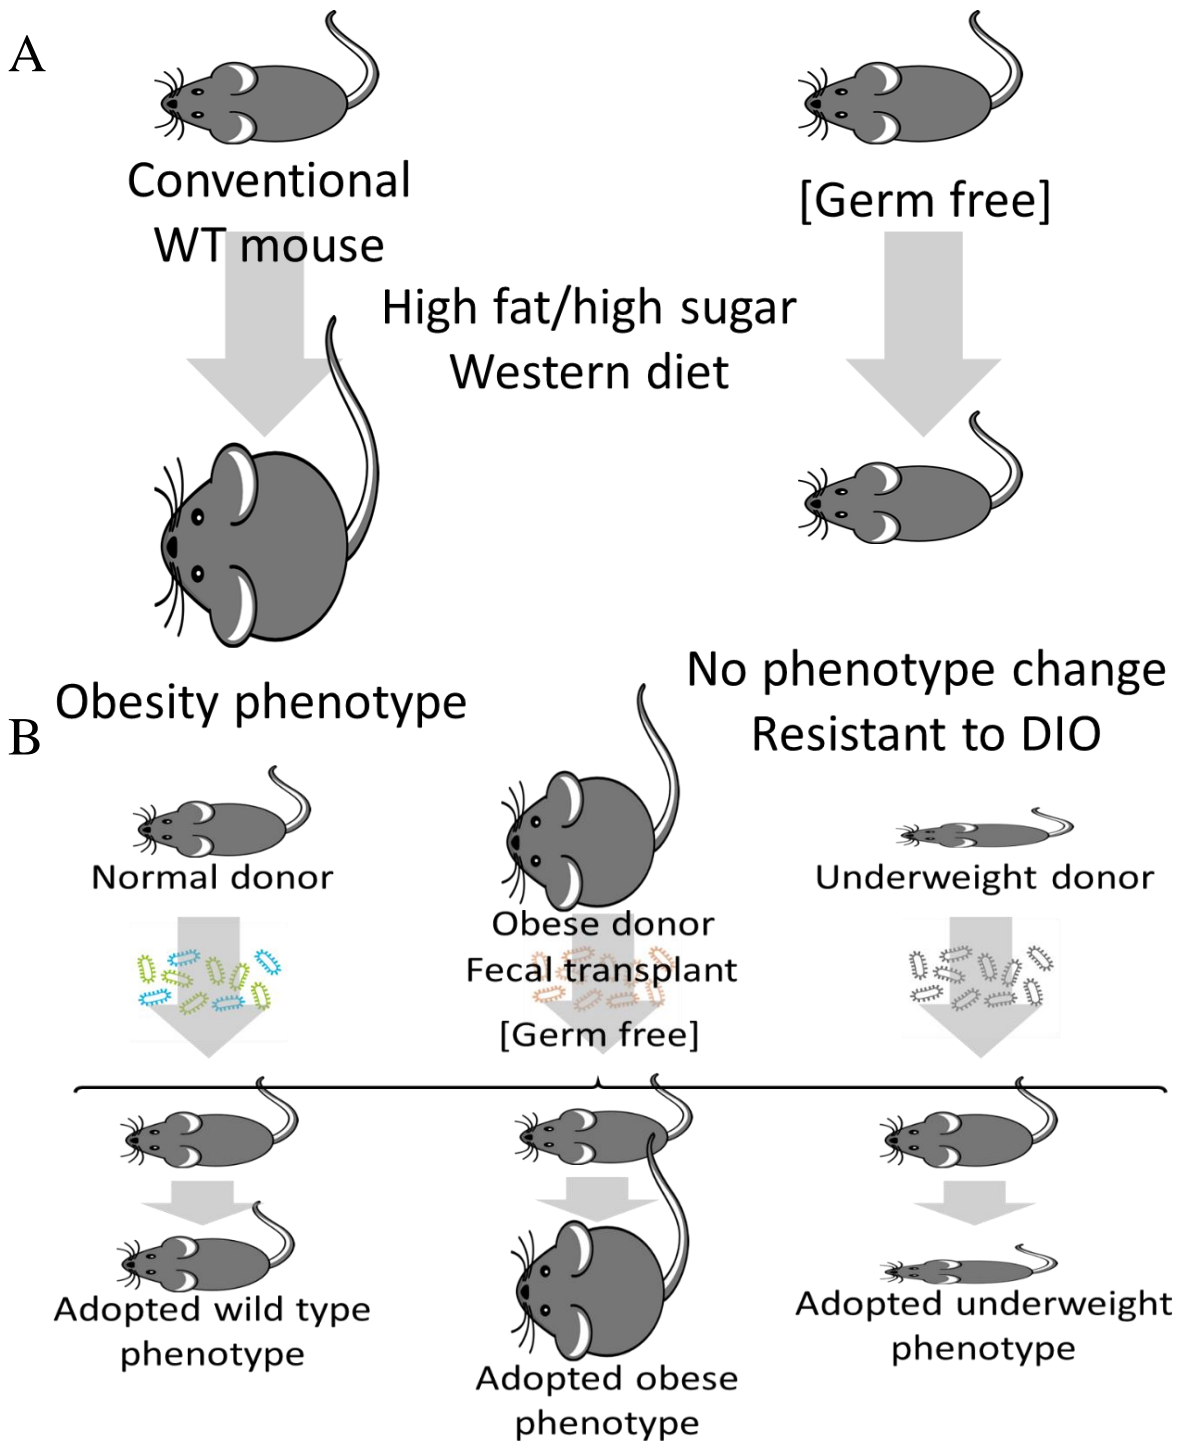 A
Conventional
WT mouse
[Germ free]
High fat/high sugar
Western diet
Obesity phenotype
No phenotype change
Resistant to DIO
B
Normal donor
Obese donor
Underweight donor
Fecal transplant
[Germ free]
Adopted wild type
phenotype
Adopted obese
phenotype
Adopted underweight
phenotype